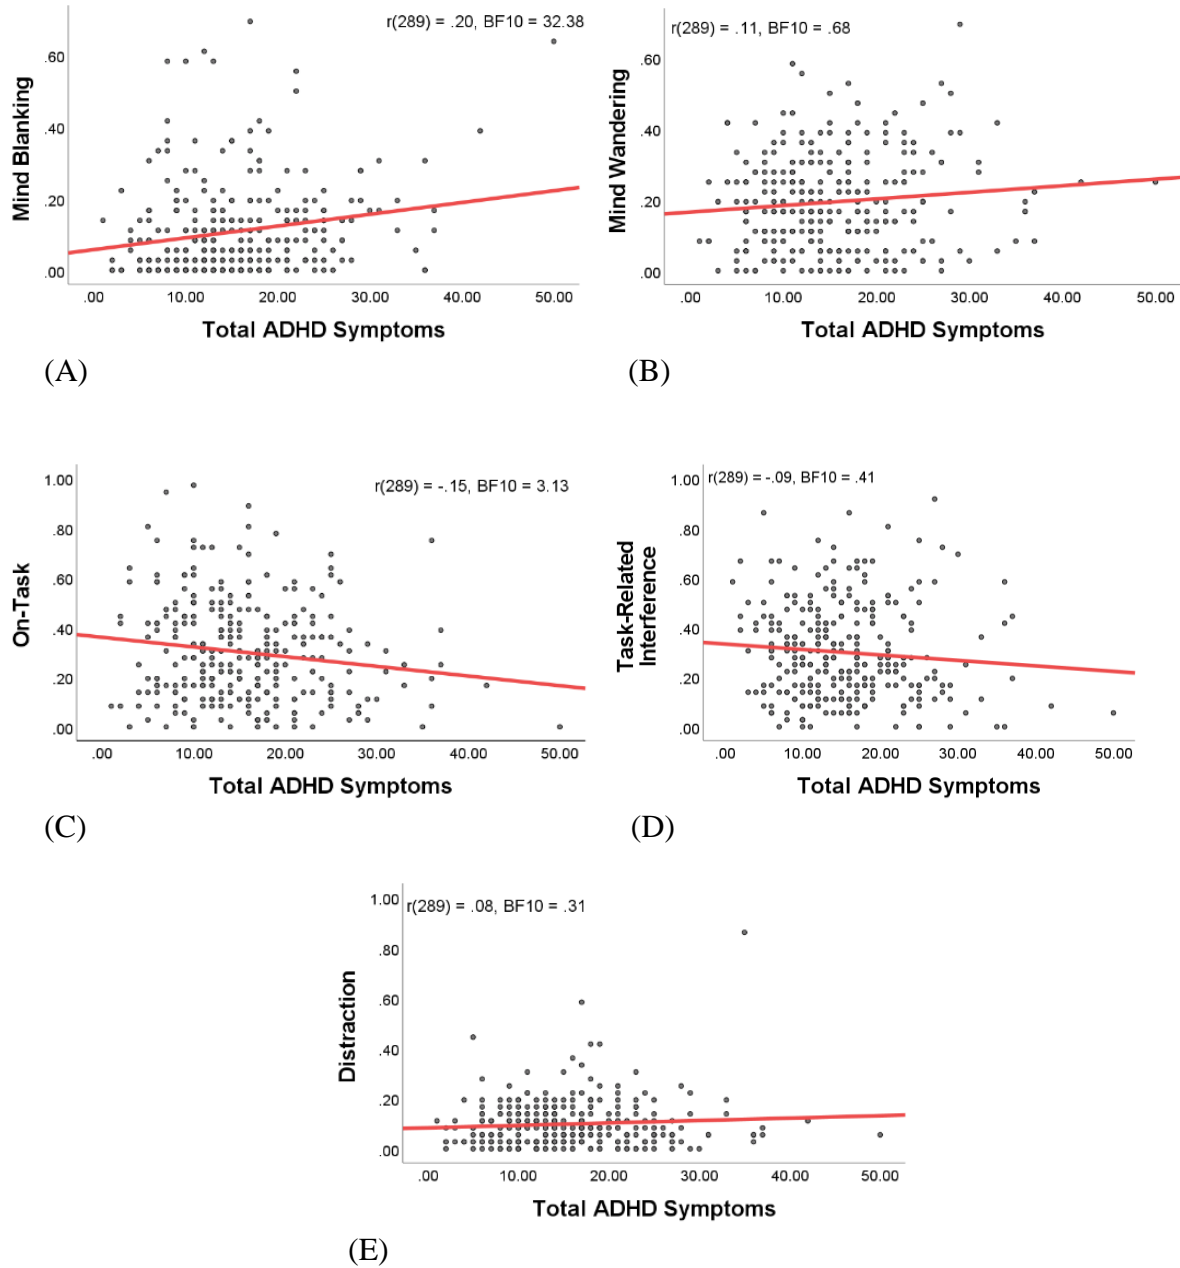 r(289) = .20, BF10 = 32.38
Mind Blanking
.60
.40
.20
.00
.00 10.00 20.00 30.00 40.00 50.00
Total ADHD Symptoms
(A)
r(289) = .11, BF10 = .68
Mind Wandering
.60
.40
.20
.00
.00 10.00 20.00 30.00 40.00 50.00
Total ADHD Symptoms
(B)
r(289) = -.15, BF10 = 3.13
On-Task
1.00
.80
.60
.40
.20
.00
.00 10.00 20.00 30.00 40.00 50.00
Total ADHD Symptoms
(C)
r(289) = -.09, BF10 = .41
Task-Related
Interference
1.00
.80
.60
.40
.20
.00
.00 10.00 20.00 30.00 40.00 50.00
Total ADHD Symptoms
(D)
r(289) = .08, BF10 = .31
Distraction
1.00
.80
.60
.40
.20
.00
.00 10.00 20.00 30.00 40.00 50.00
Total ADHD Symptoms
(E)